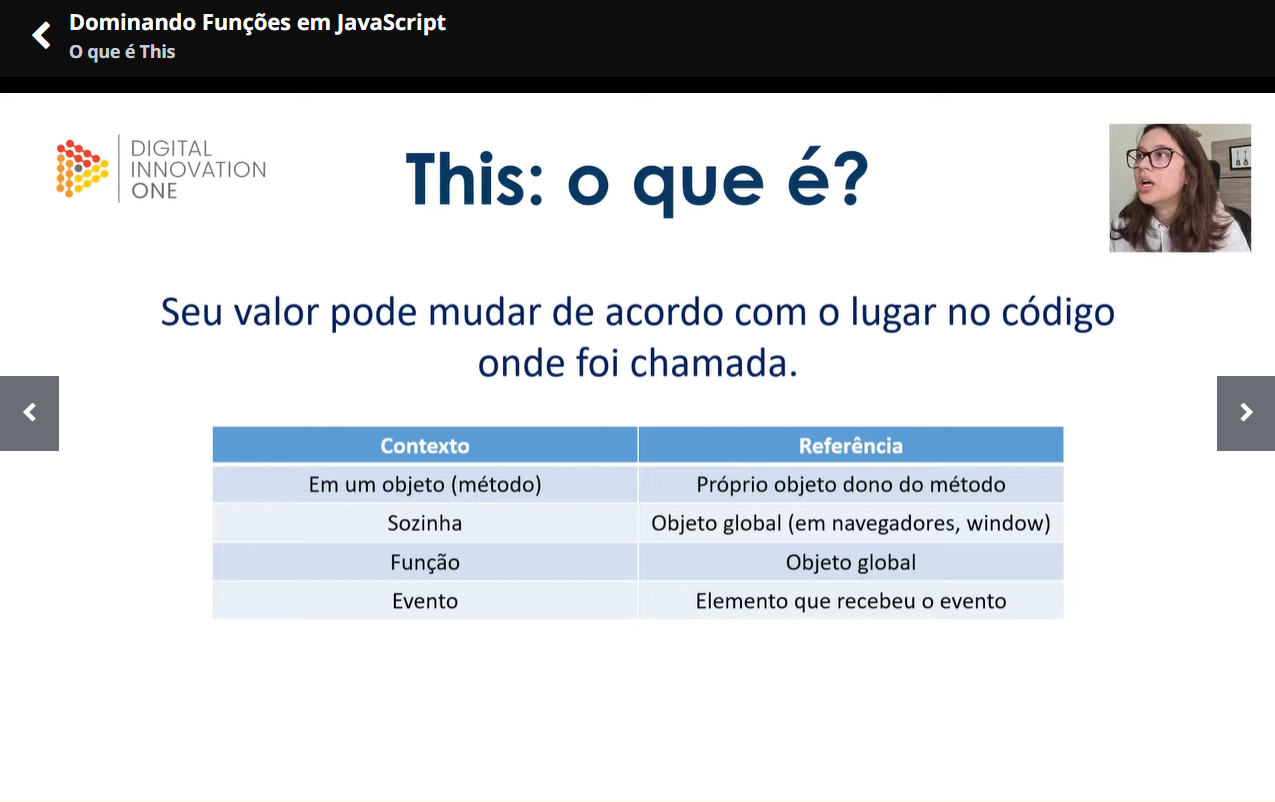 Dominando Funções em JavaScript
O que é This
DIGITAL
INNOVATION
ONE
This: o que é?
Seu valor pode mudar de acordo com o lugar no código
onde foi chamada.
Contexto Referência
Em um objeto (método) Próprio objeto dono do método
Sozinha Objeto global (em navegadores, window)
Função Objeto global
Evento Elemento que recebeu o evento